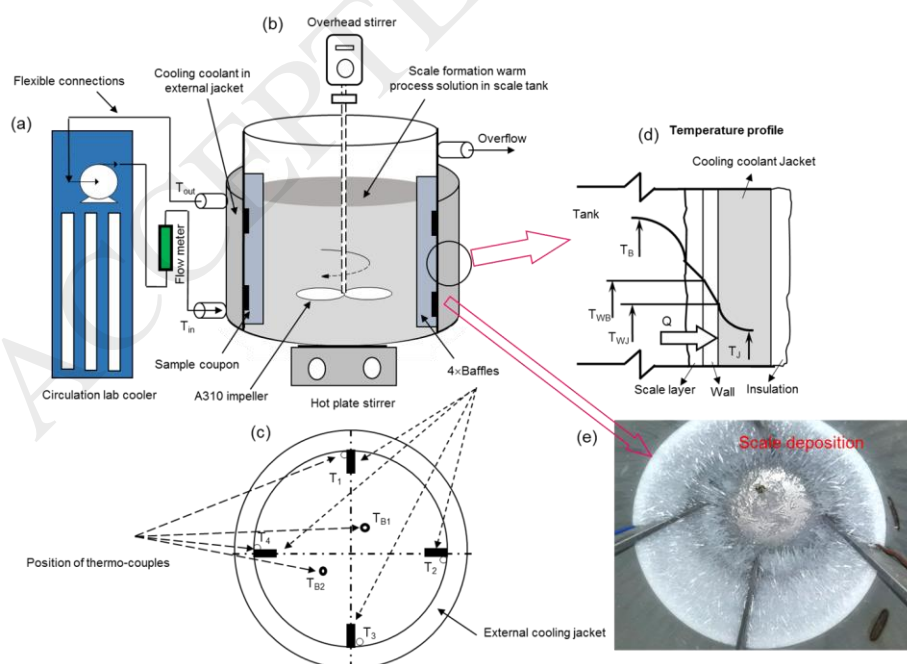 ACCEPTE
(b)
Overhead stirrer
Flexible connections
Cooling coolant in
external jacket
Scale formation warm
process solution in scale tank
(a)
Overflow
(d)
Temperature profile
Cooling coolant Jacket
Tout
Tank
TB
Flow meter
Tin
TWB
TWJ
Q
TJ
Sample coupon
4×Baffles
Scale layer
Wall
Insulation
A310 impeller
Circulation lab cooler
Hot plate stirrer
(c)
(e)
Scale deposition
T1
TB1
T4
Position of thermo-couples
TB2
T2
T3
External cooling jacket